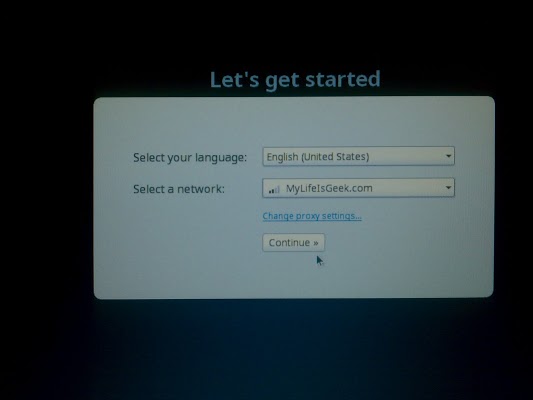 Let's get started
Select your language: English (United States)
Select a network: MyLifeIsGeek.com
Change proxy settings...
Continue »